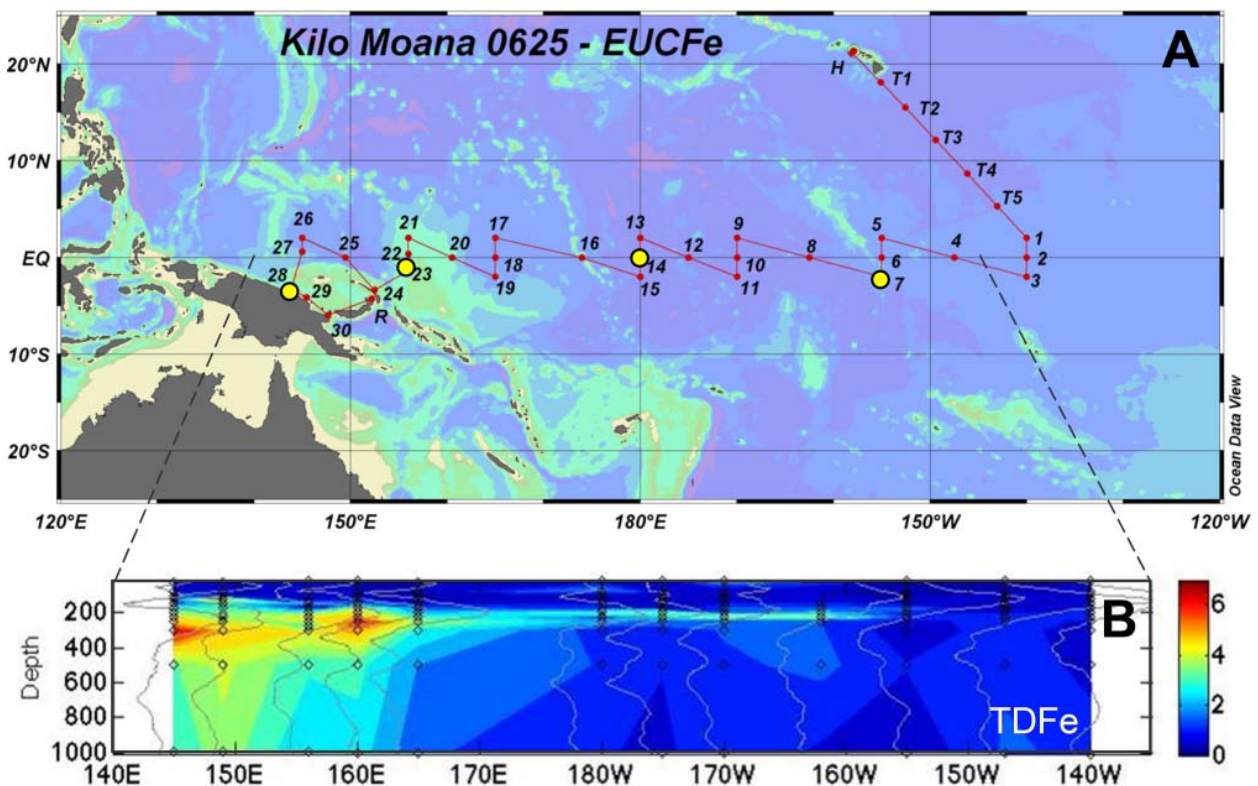 Kilo Moana 0625 - EUCFe
A
20°N
10°N
EQ
10°S
20°S
H
T1
T2
T3
T4
T5
26
25
21
17
13
9
5
1
27
22
20
16
12
8
4
2
28
23
18
14
10
6
3
29
24
19
15
11
7
30
R
Ocean Data View
120°E
150°E
180°E
150°W
120°W
B
Depth
200
400
600
800
1000
TDFe
140E
150E
160E
170E
180W
170W
160W
150W
140W
6
4
2
0